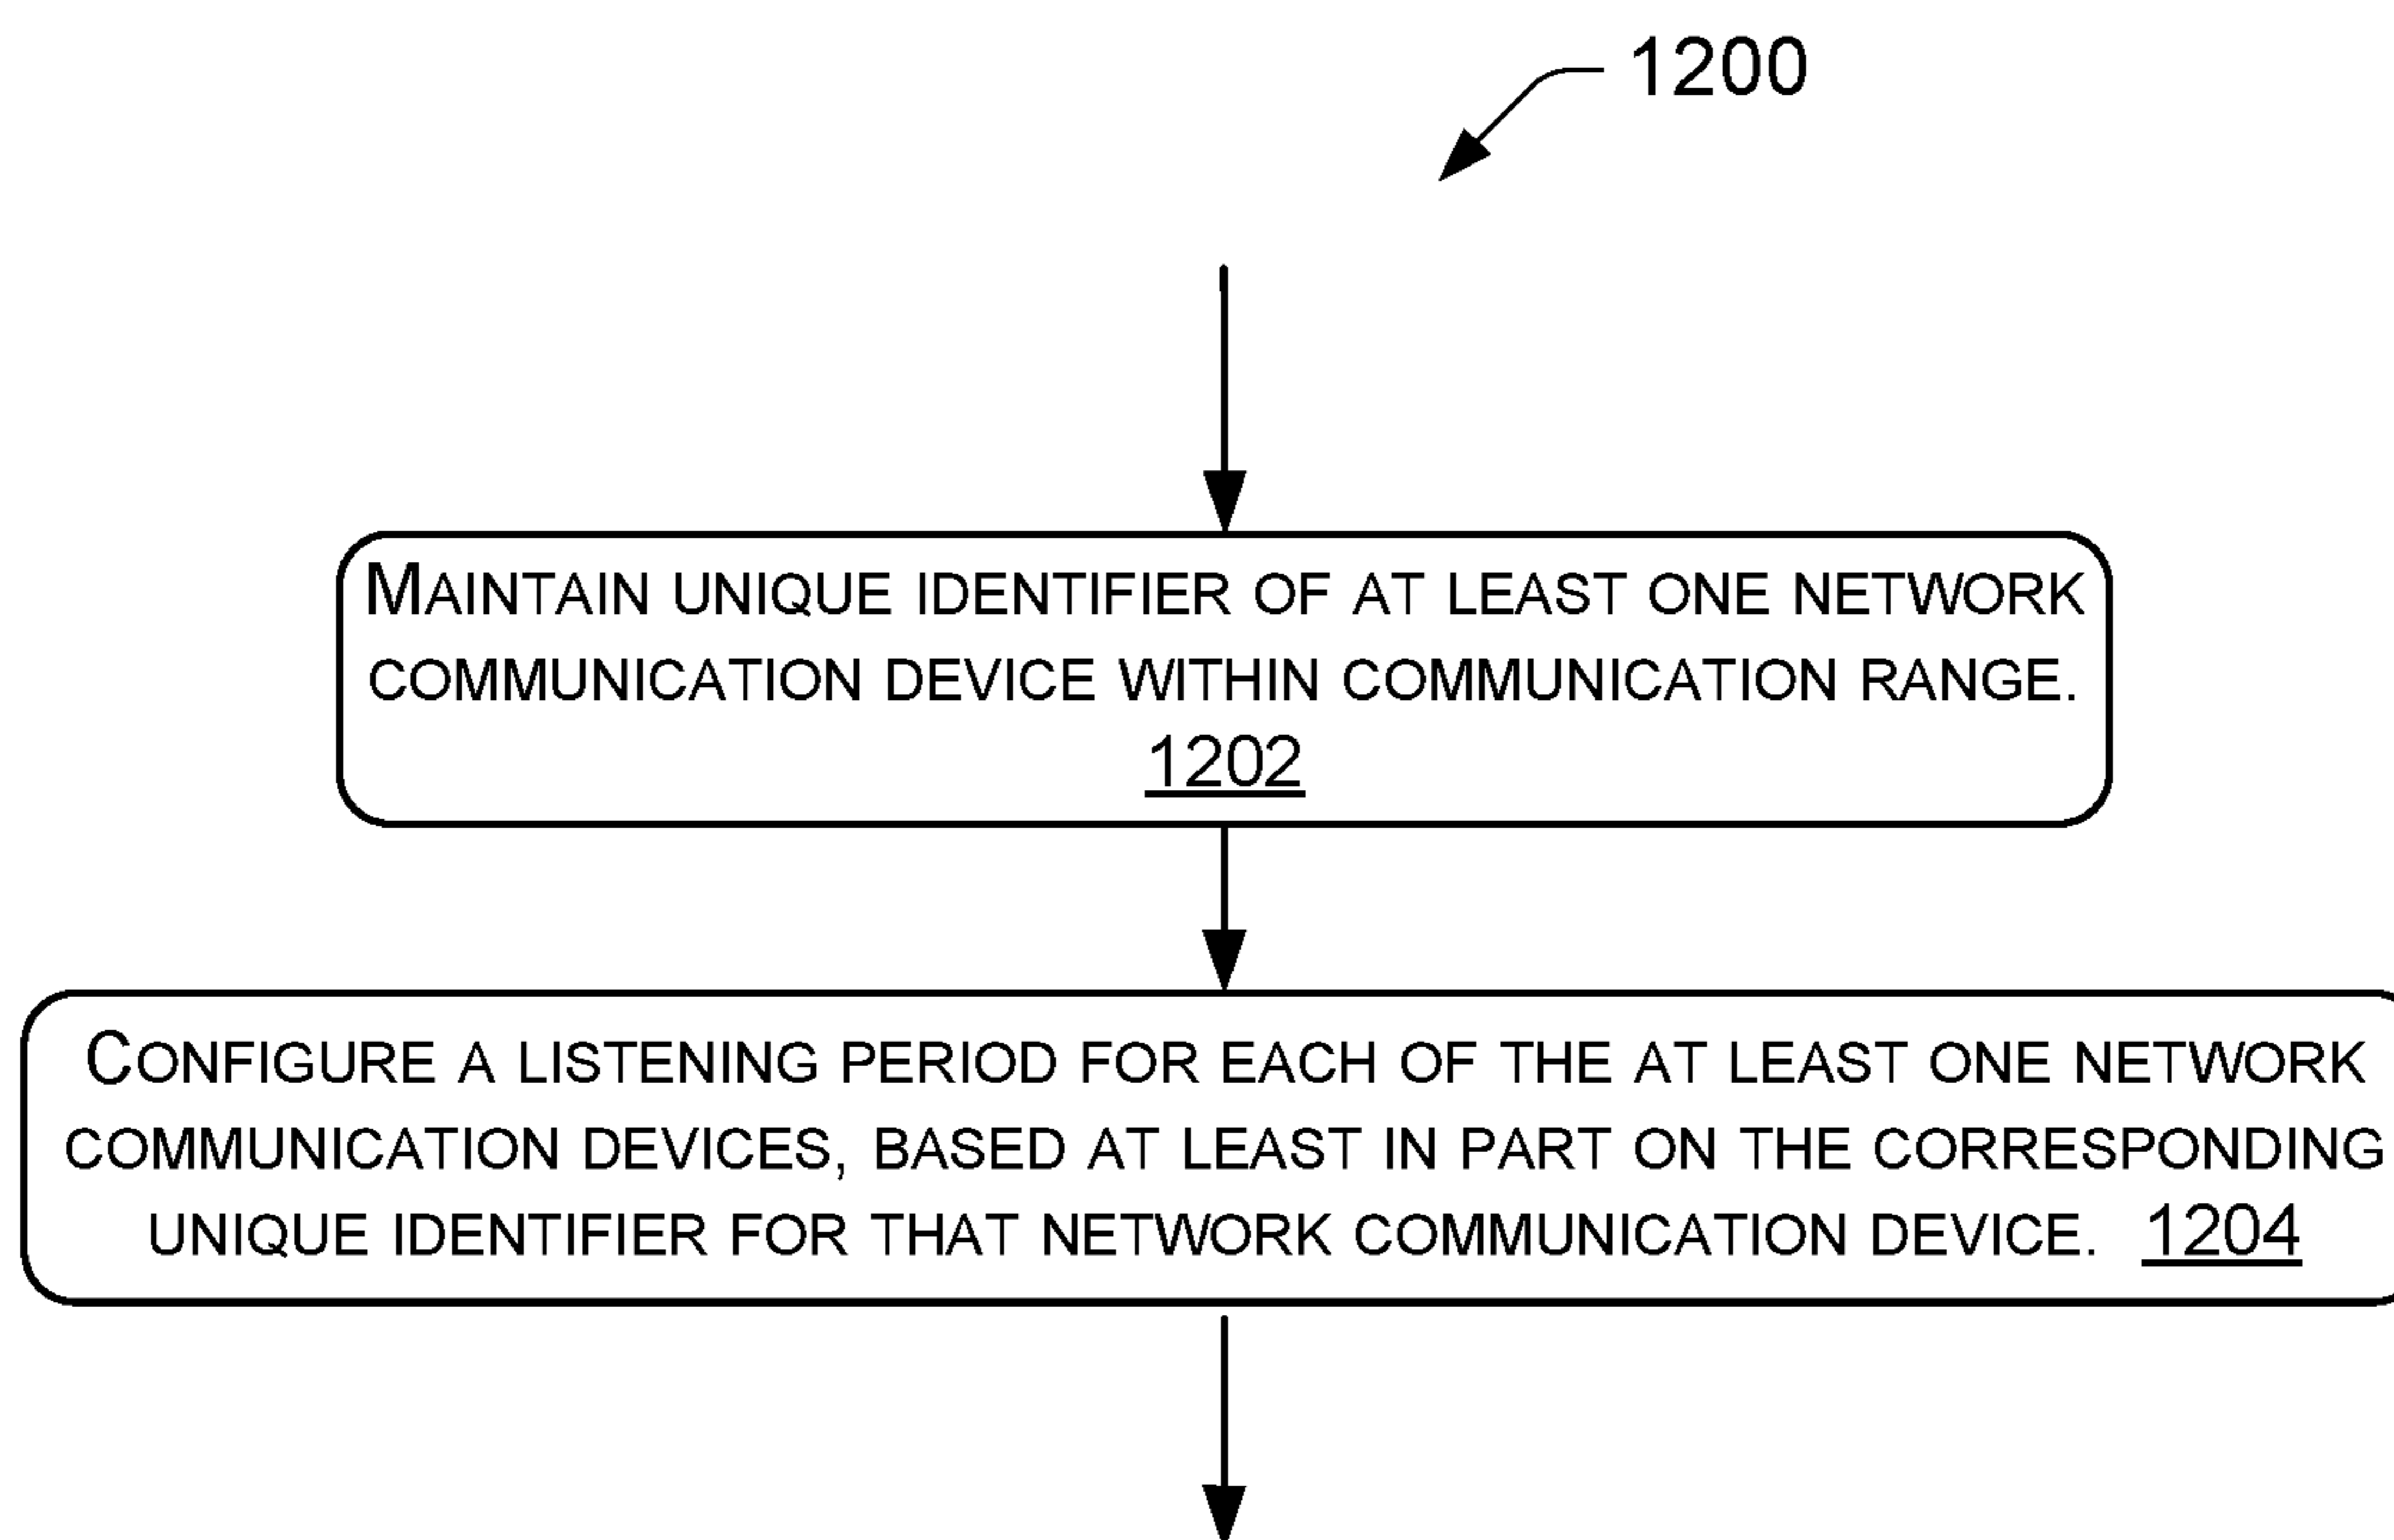 1200
MAINTAIN UNIQUE IDENTIFIER OF AT LEAST ONE NETWORK
COMMUNICATION DEVICE WITHIN COMMUNICATION RANGE.
1202
CONFIGURE A LISTENING PERIOD FOR EACH OF THE AT LEAST ONE NETWORK
COMMUNICATION DEVICES, BASED AT LEAST IN PART ON THE CORRESPONDING
UNIQUE IDENTIFIER FOR THAT NETWORK COMMUNICATION DEVICE. 1204